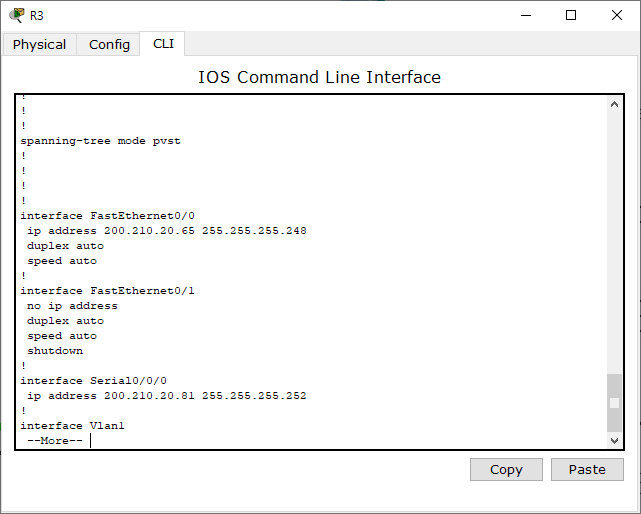 R3
Physical Config CLI
IOS Command Line Interface
!
!
!
spanning-tree mode pvst
!
!
!
!
interface FastEthernet0/0
 ip address 200.210.20.65 255.255.255.248
 duplex auto
 speed auto
!
interface FastEthernet0/1
 no ip address
 duplex auto
 speed auto
 shutdown
!
interface Serial0/0/0
 ip address 200.210.20.81 255.255.255.252
!
interface Vlan1
 --More--
Copy Paste